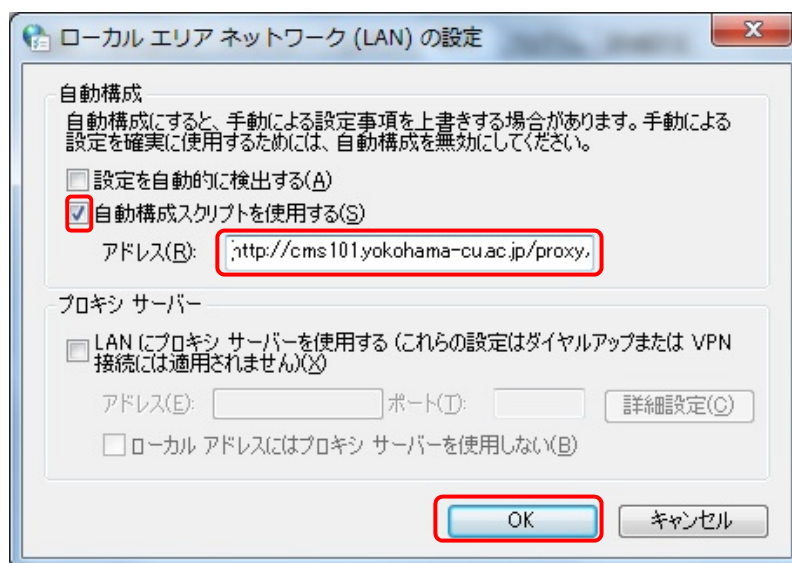 ローカル エリア ネットワーク (LAN) の設定
自動構成
自動構成にすると、手動による設定事項を上書きする場合があります。手動による
設定を確実に使用するためには、自動構成を無効にしてください。
設定を自動的に検出する(A)
自動構成スクリプトを使用する(S)
アドレス(R): http://cms101.yokohama-cu.ac.jp/proxy.
プロキシ サーバー
LAN にプロキシ サーバーを使用する (これらの設定はダイヤルアップまたは VPN
接続には適用されません)(X)
アドレス(E): ポート(T): 詳細設定(C)
ローカル アドレスにはプロキシ サーバーを使用しない(B)
OK キャンセル